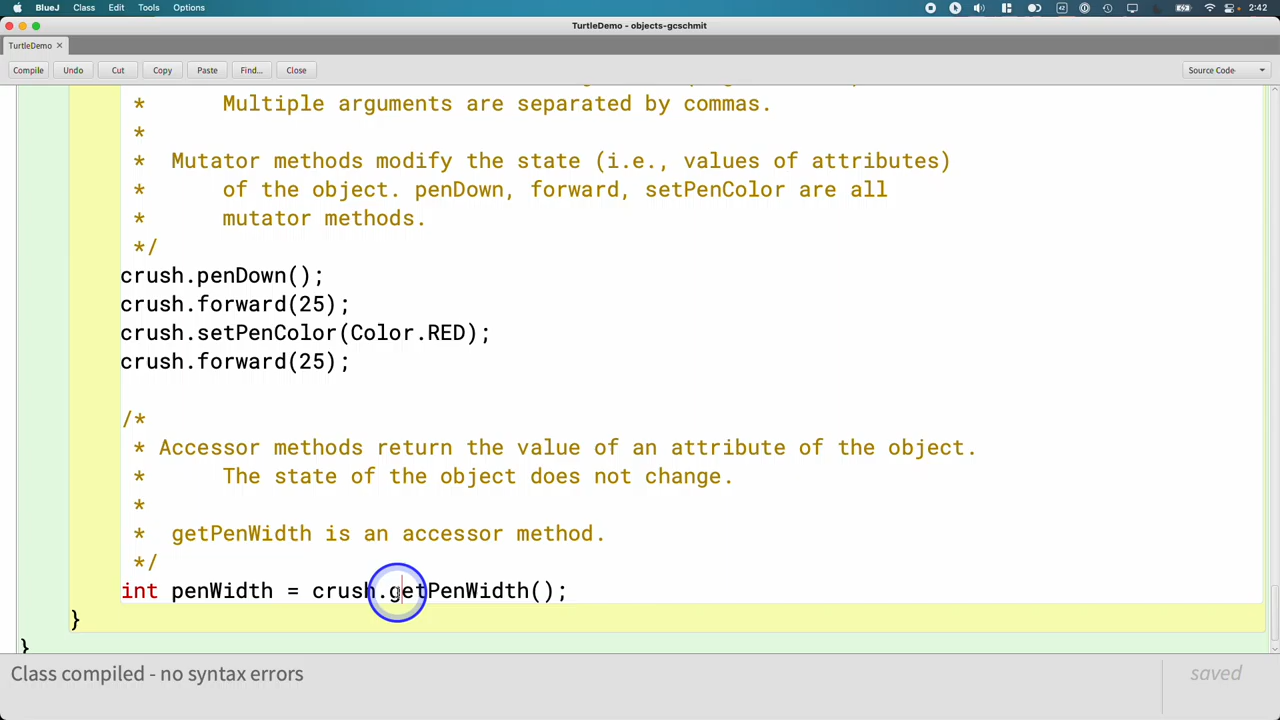 BlueJ Class Edit Tools Options 2:42
TurtleDemo - objects-gcschmit
TurtleDemo
Compile Undo Cut Copy Paste Find... Close Source Code
* Multiple arguments are separated by commas.
*
* Mutator methods modify the state (i.e., values of attributes)
* of the object. penDown, forward, setPenColor are all
* mutator methods.
*/
crush.penDown();
crush.forward(25);
crush.setPenColor(Color.RED);
crush.forward(25);
/*
* Accessor methods return the value of an attribute of the object.
* The state of the object does not change.
*
* getPenWidth is an accessor method.
*/
int penWidth = crush.getPenWidth();
}
}
Class compiled - no syntax errors
saved